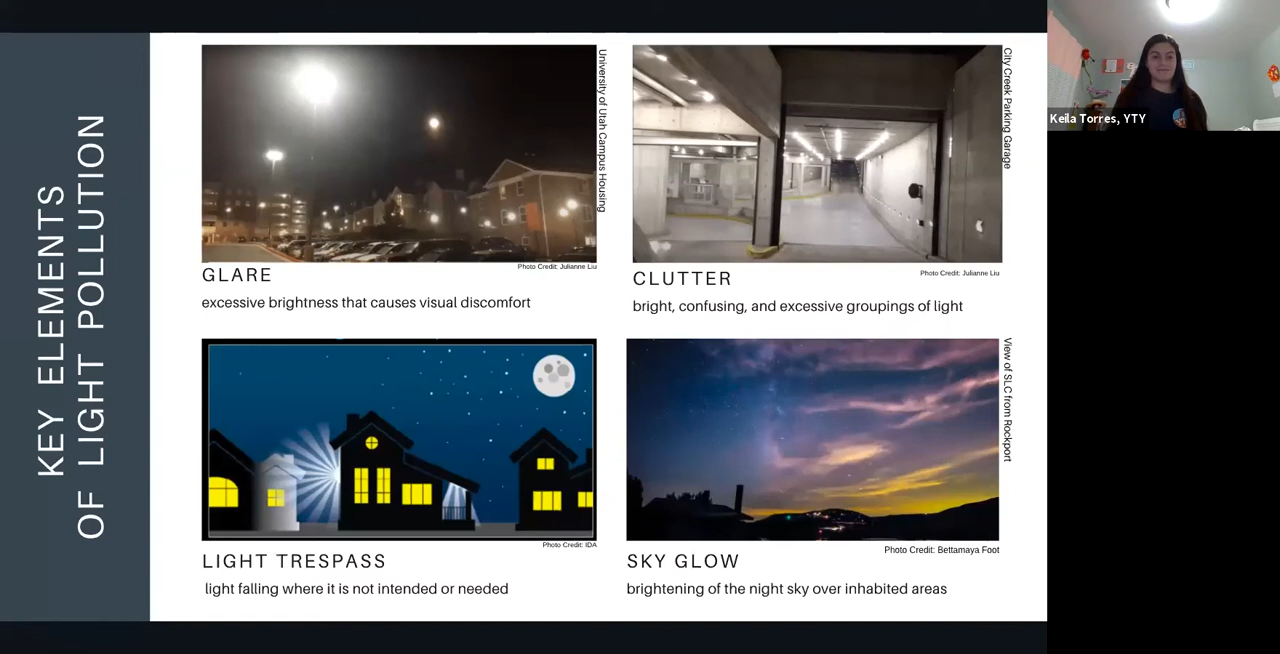 KEY ELEMENTS
OF LIGHT POLLUTION
University of Utah Campus Housing
Photo Credit: Julianne Liu
GLARE
excessive brightness that causes visual discomfort
City Creek Parking Garage
Photo Credit: Julianne Liu
CLUTTER
bright, confusing, and excessive groupings of light
Photo Credit: IDA
LIGHT TRESPASS
light falling where it is not intended or needed
View of SLC from Rockport
Photo Credit: Bettamaya Foot
SKY GLOW
brightening of the night sky over inhabited areas
Keila Torres, YTY